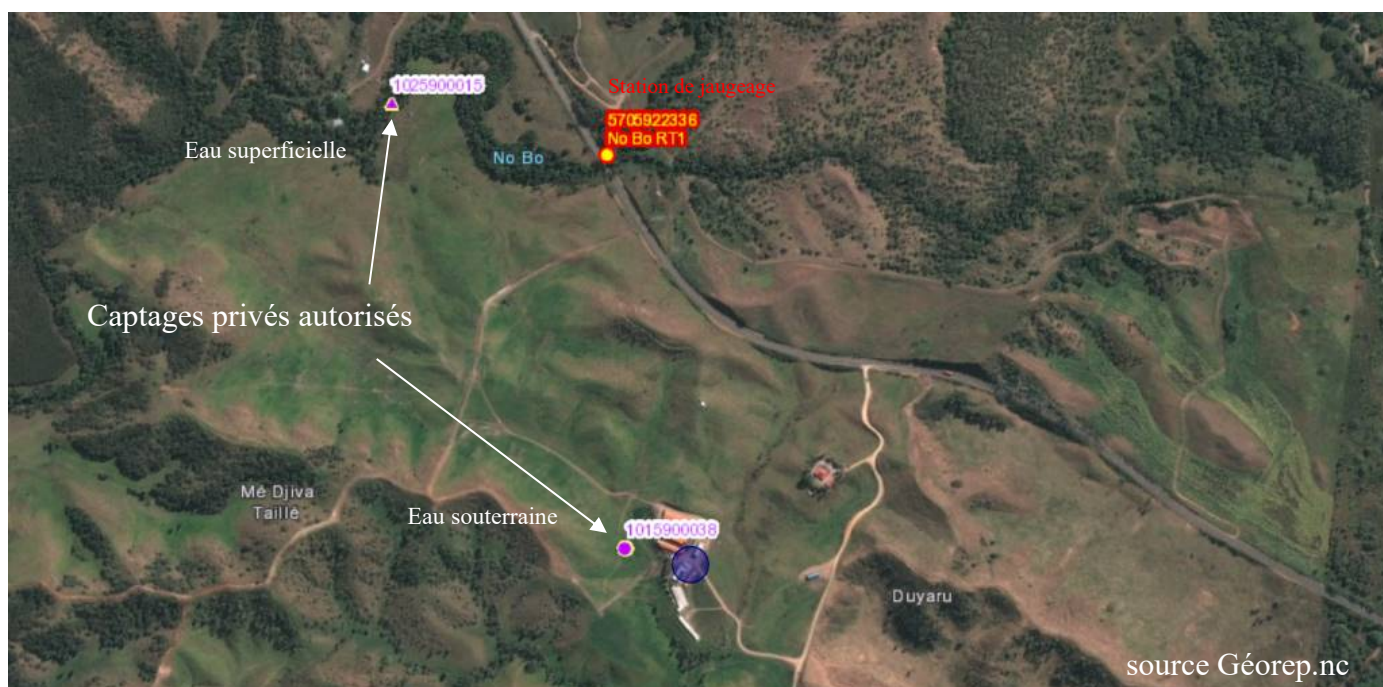 1025900015
Station de jaugeage
5705922336
No Bo RT1
Eau superficielle
No Bo
Captages privés autorisés
Mé Djiva
Taillé
Eau souterraine
1015900038
Duyaru
source Géorep.nc